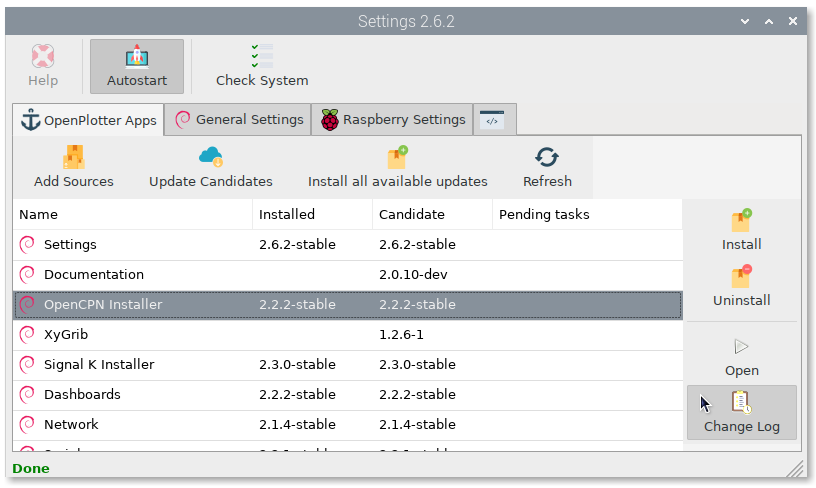 Settings 2.6.2
Help Autostart Check System
OpenPlotter Apps General Settings Raspberry Settings </>
Add Sources Update Candidates Install all available updates Refresh
Name Installed Candidate Pending tasks
Settings 2.6.2-stable 2.6.2-stable
Documentation 2.0.10-dev
OpenCPN Installer 2.2.2-stable 2.2.2-stable
XyGrib 1.2.6-1
Signal K Installer 2.3.0-stable 2.3.0-stable
Dashboards 2.2.2-stable 2.2.2-stable
Network 2.1.4-stable 2.1.4-stable
Install
Uninstall
Open
Change Log
Done